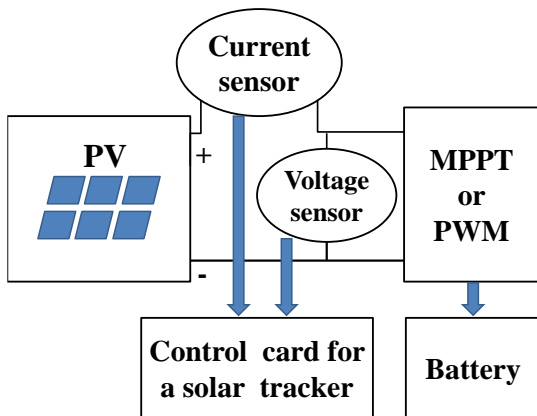 Current
sensor
PV
+
Voltage
sensor
MPPT
or
PWM
-
Control card for
a solar tracker
Battery